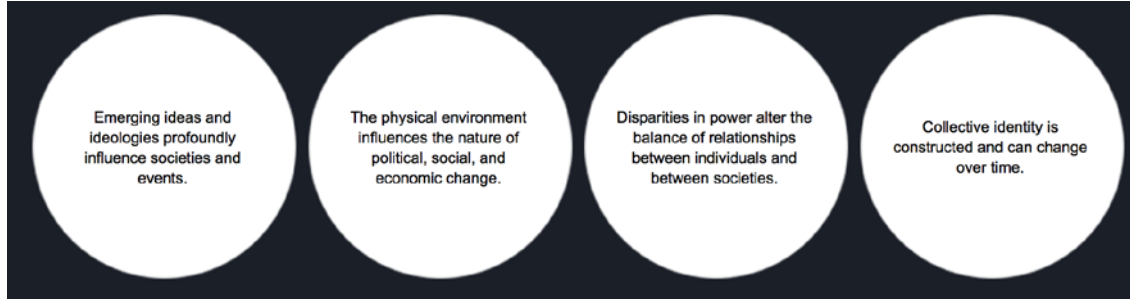 Emerging ideas and
ideologies profoundly
influence societies and
events.
The physical environment
influences the nature of
political, social, and
economic change.
Disparities in power alter the
balance of relationships
between individuals and
between societies.
Collective identity is
constructed and can change
over time.